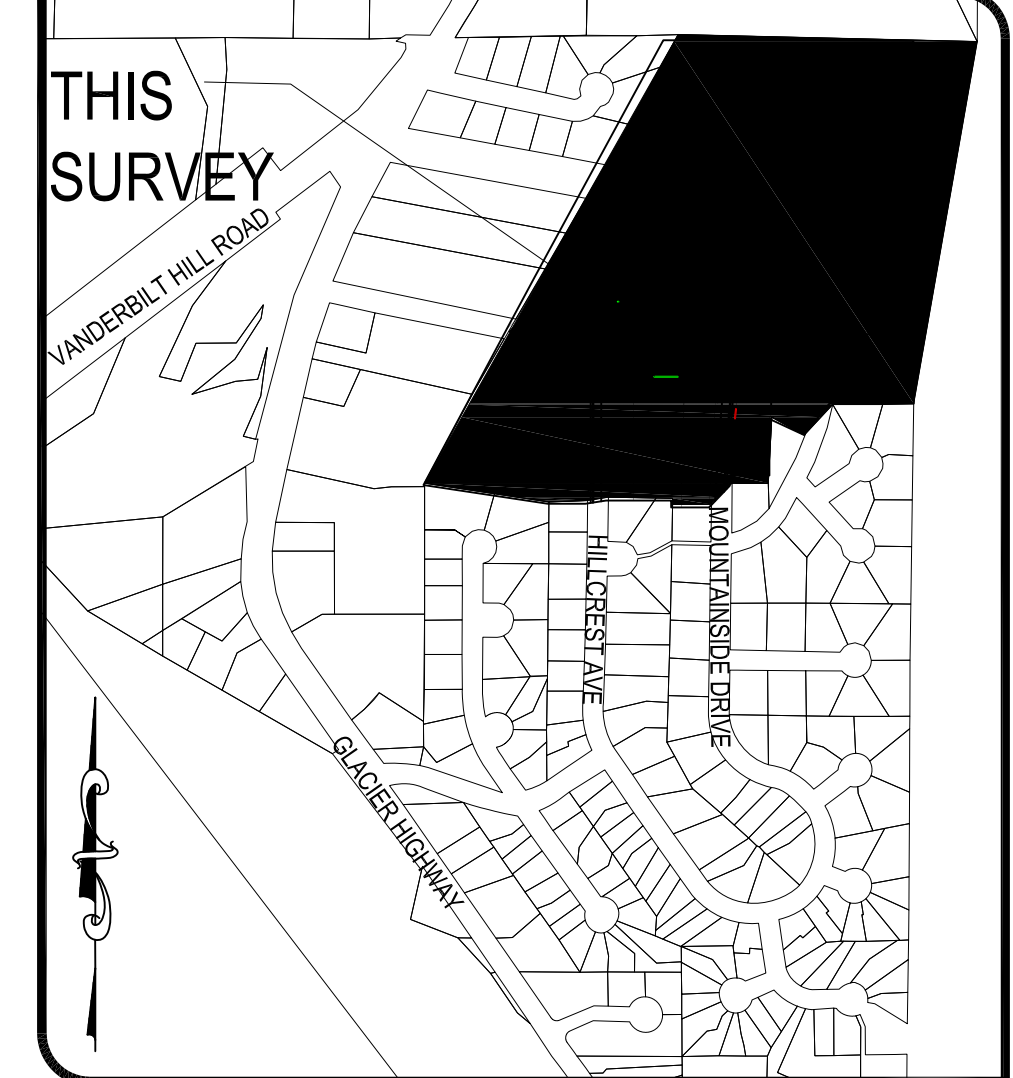 THIS
SURVEY
VANDERBILT HILL ROAD
HILLCREST AVE
MOUNTAINSIDE DRIVE
GLACIER HIGHWAY